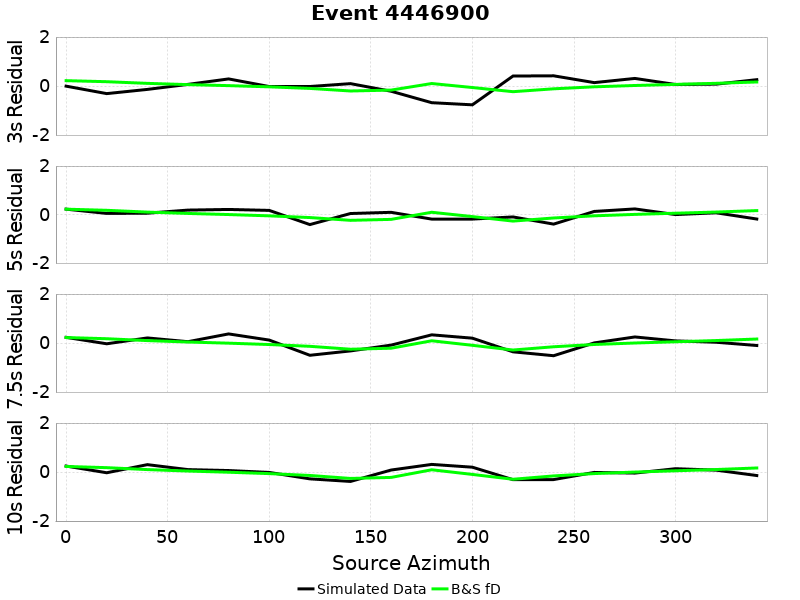 Event 4446900
3s Residual
2
0
-2
5s Residual
2
0
-2
7.5s Residual
2
0
-2
10s Residual
2
0
-2
0 50 100 150 200 250 300
Source Azimuth
Simulated Data B&S fD